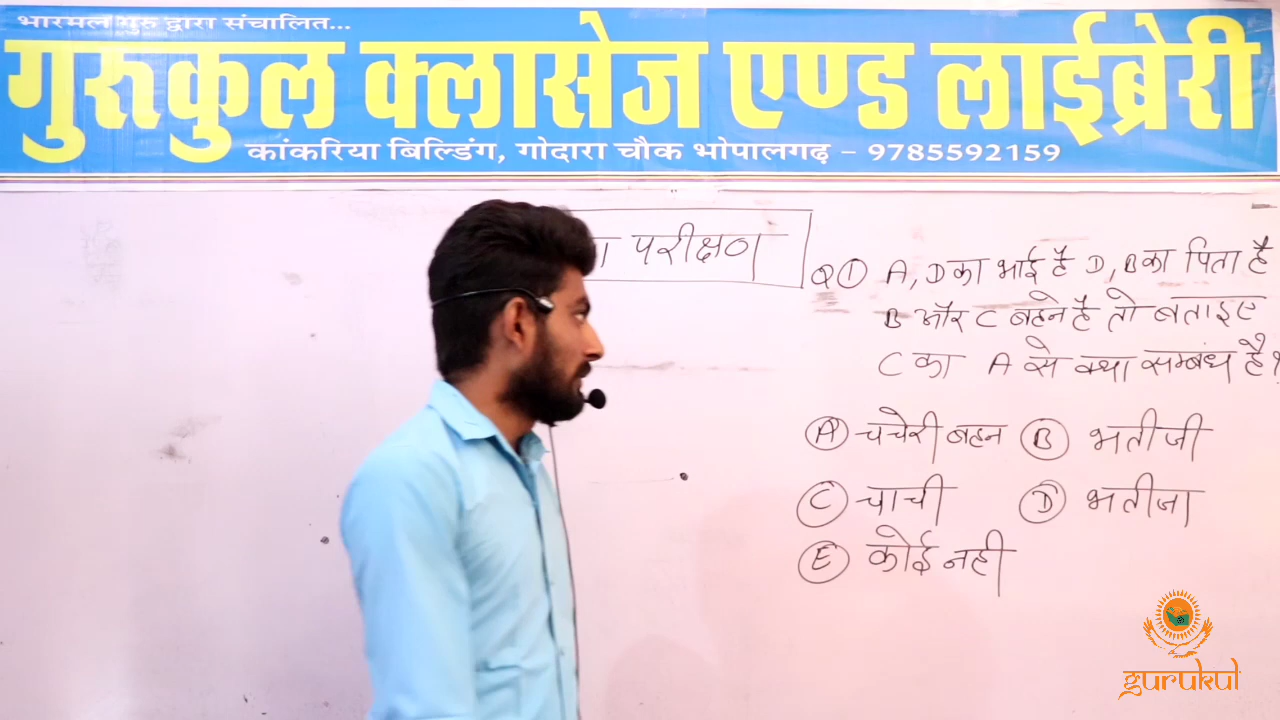 भारमल गुरु द्वारा संचालित...
गुरुकुल क्लासेज एण्ड लाईब्रेरी
कांकरिया बिल्डिंग, गोदारा चौक भोपालगढ़ - 9785592159
परीक्षण
Q① A, D का भाई है D, B का पिता है
B और C बहने है तो बताइए
C का A से क्या सम्बंध है?
Ⓐ चचेरी बहन Ⓑ भतीजी
Ⓒ चाची Ⓓ भतीजा
Ⓔ कोई नही
gurukul